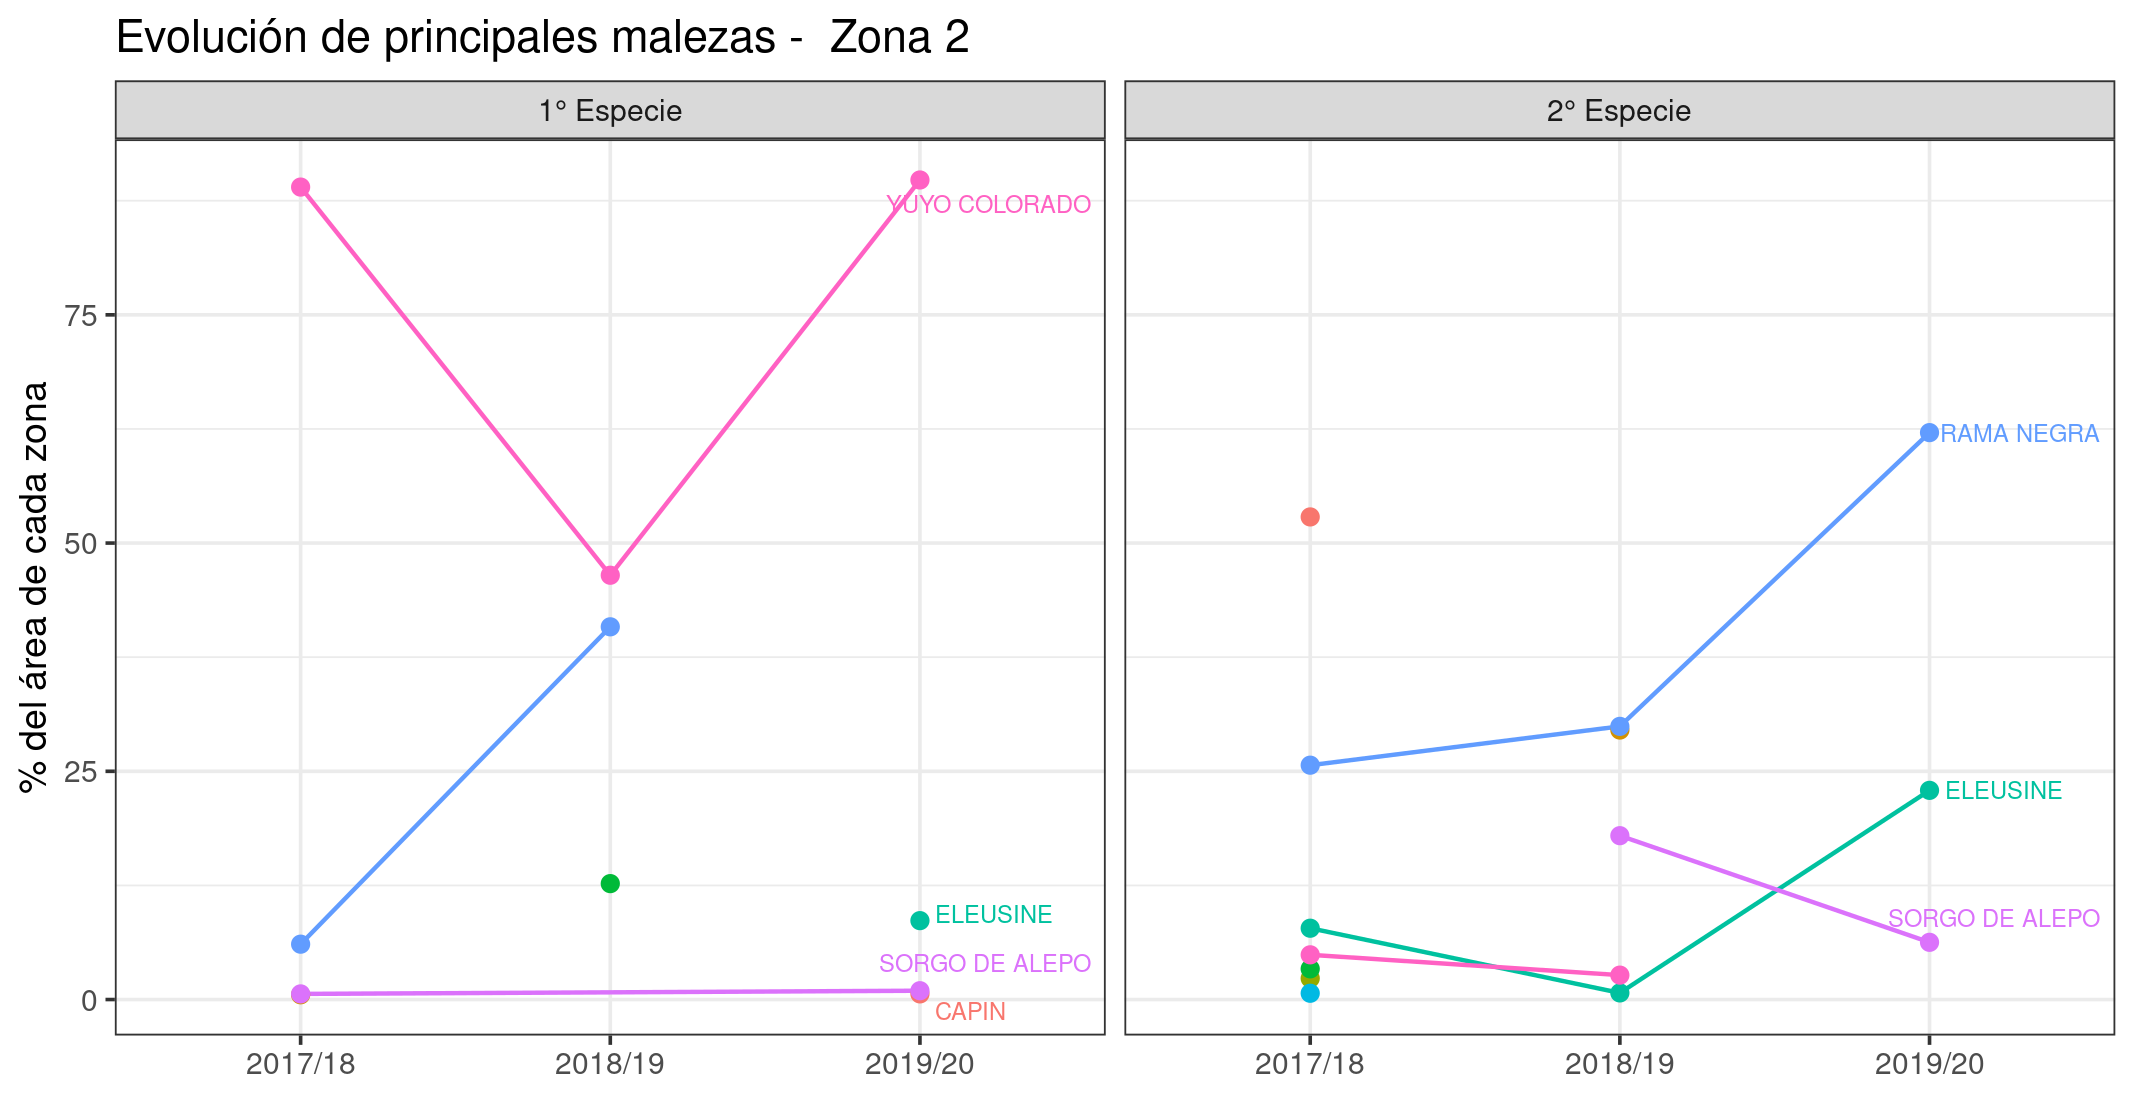 Evolución de principales malezas -  Zona 2
1° Especie
2° Especie
% del área de cada zona
75
50
25
0
YUYO COLORADO
ELEUSINE
SORGO DE ALEPO
CAPIN
RAMA NEGRA
ELEUSINE
SORGO DE ALEPO
2017/18 2018/19 2019/20
2017/18 2018/19 2019/20